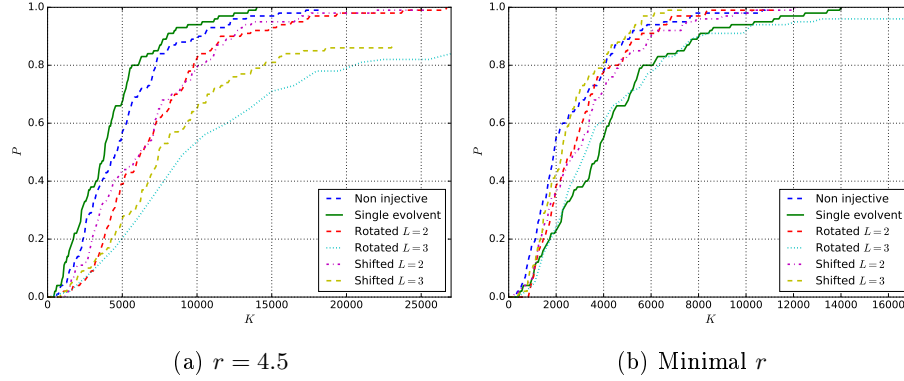 1.0
0.8
0.6
0.4
0.2
0.0
P
0
5000
10000
15000
20000
25000
K
Non injective
Single evolvent
Rotated L=2
Rotated L=3
Shifted L=2
Shifted L=3
(a) r = 4.5
1.0
0.8
0.6
0.4
0.2
0.0
P
0
2000
4000
6000
8000
10000
12000
14000
16000
K
Non injective
Single evolvent
Rotated L=2
Rotated L=3
Shifted L=2
Shifted L=3
(b) Minimal r